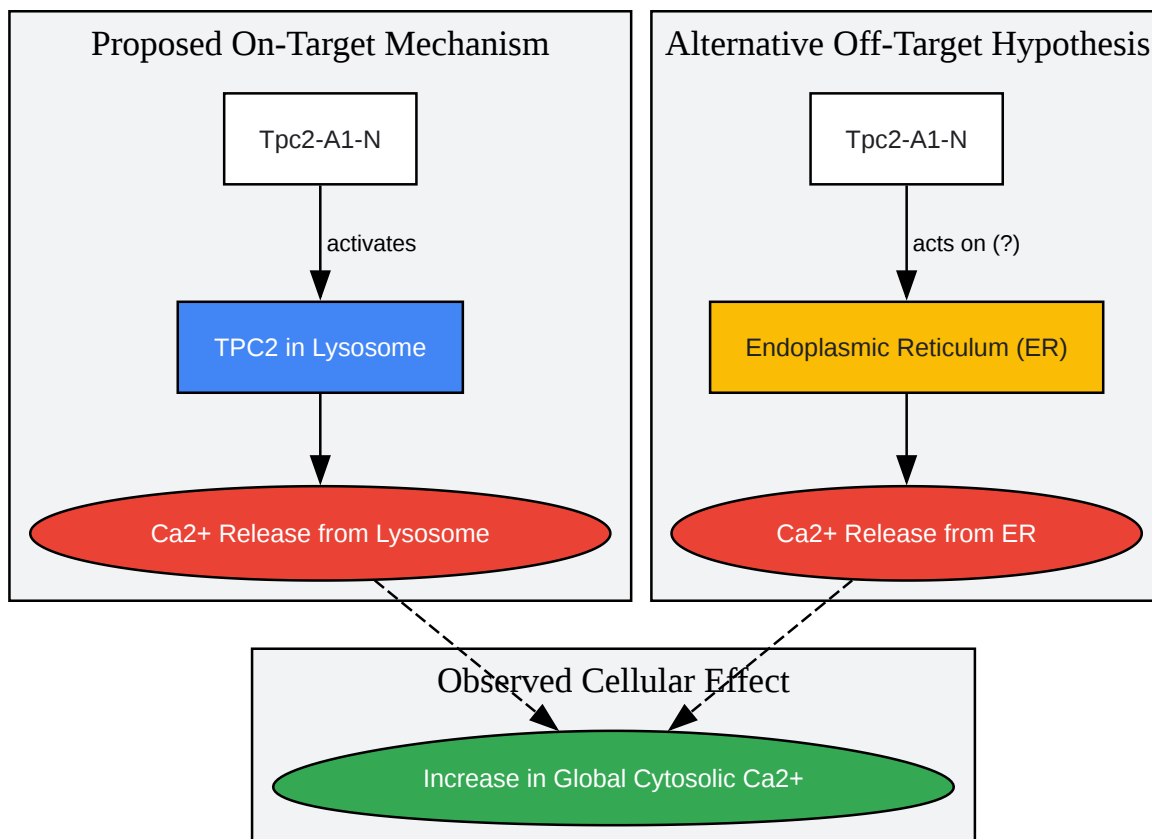 Proposed On-Target Mechanism
Tpc2-A1-N
activates
TPC2 in Lysosome
Ca2+ Release from Lysosome
Alternative Off-Target Hypothesis
Tpc2-A1-N
acts on (?)
Endoplasmic Reticulum (ER)
Ca2+ Release from ER
Observed Cellular Effect
Increase in Global Cytosolic Ca2+